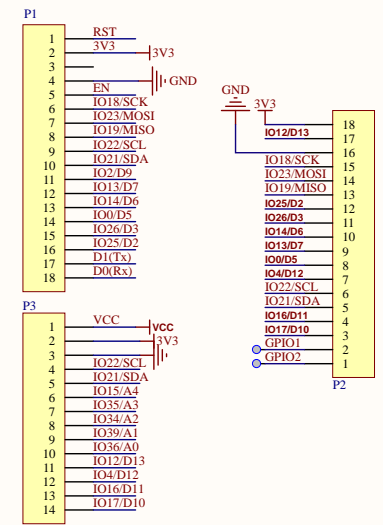 P1
1 RST
2 3V3 3V3
3
4 GND
5 EN
6 IO18/SCK
7 IO23/MOSI
8 IO19/MISO
9 IO22/SCL
10 IO21/SDA
11 IO2/D9
12 IO13/D7
13 IO14/D6
14 IO0/D5
15 IO26/D3
16 IO25/D2
17 D1(Tx)
18 D0(Rx)
GND
3V3
18
IO12/D13 17
16
IO18/SCK 15
IO23/MOSI 14
IO19/MISO 13
IO25/D2 12
IO26/D3 11
IO14/D6 10
IO13/D7 9
IO0/D5 8
IO4/D12 7
IO22/SCL 6
IO21/SDA 5
IO16/D11 4
IO17/D10 3
GPIO1 2
GPIO2 1
P2
P3
1 VCC VCC
2 3V3
3
4 IO22/SCL
5 IO21/SDA
6 IO15/A4
7 IO35/A3
8 IO34/A2
9 IO39/A1
10 IO36/A0
11 IO12/D13
12 IO4/D12
13 IO16/D11
14 IO17/D10